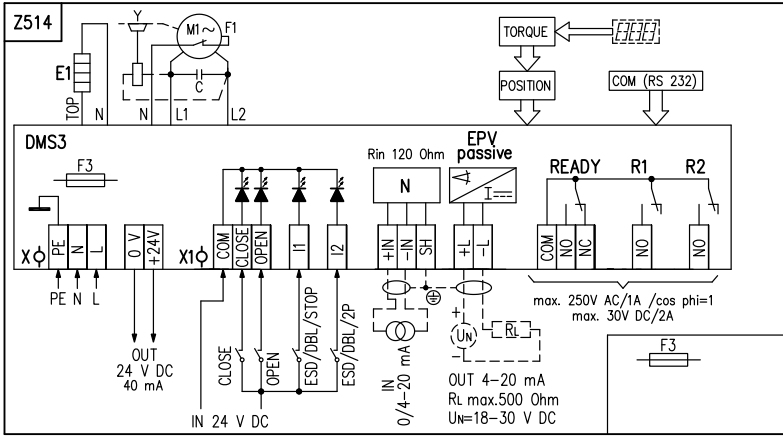 Z514
Y
M1~
F1
E1
C
TOP
N
N
L1
L2
TORQUE
POSITION
COM (RS 232)
DMS3
F3
Rin 120 Ohm
N
EPV
passive
I
READY
R1
R2
X
PE
N
L
0 V
+24V
X1
COM
CLOSE
OPEN
I1
I2
+IN
-IN
SH
+L
-L
COM
NO
NC
NO
NO
PE N L
OUT
24 V DC
40 mA
CLOSE
OPEN
ESD/DBL/STOP
ESD/DBL/2P
IN 24 V DC
IN
0/4-20 mA
+
UN
-
RL
OUT 4-20 mA
RL max.500 Ohm
UN=18-30 V DC
max. 250V AC/1A /cos phi=1
max. 30V DC/2A
F3